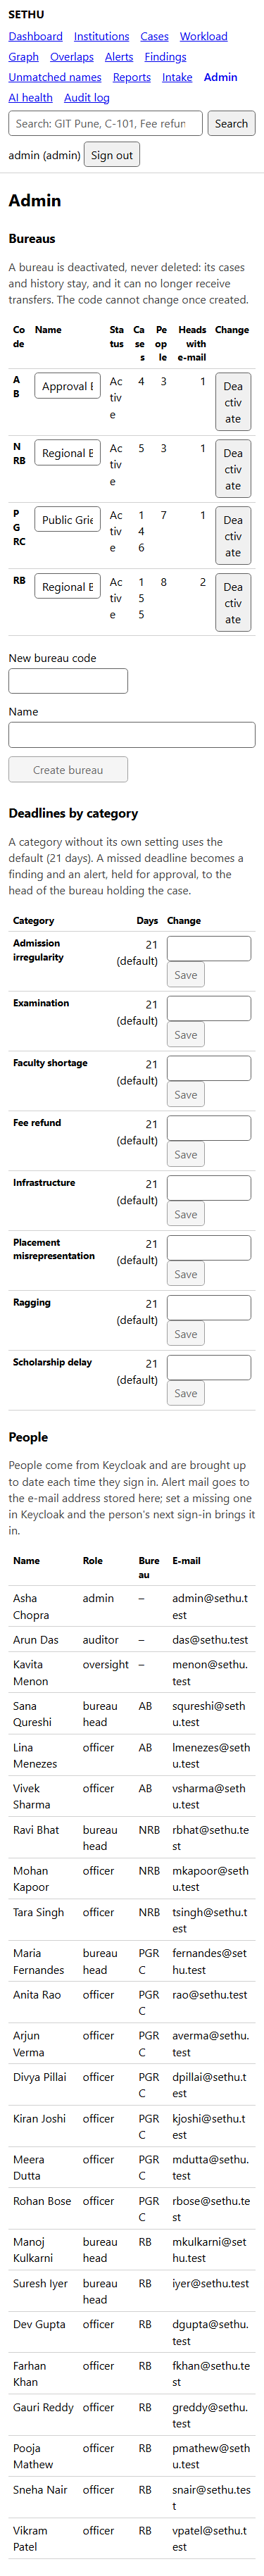 SETHU
Dashboard Institutions Cases Workload
Graph Overlaps Alerts Findings
Unmatched names Reports Intake Admin
AI health Audit log
Search: GIT Pune, C-101, Fee refun Search
admin (admin) Sign out
Admin
Bureaus
A bureau is deactivated, never deleted: its cases
and history stay, and it can no longer receive
transfers. The code cannot change once created.
Code Name Status Cases People Heads with e-mail Change
AB Approval B Active 4 3 1 Deactivate
NRB Regional B Active 5 3 1 Deactivate
PGRC Public Grie Active 146 7 1 Deactivate
RB Regional B Active 155 8 2 Deactivate
New bureau code
Name
Create bureau
Deadlines by category
A category without its own setting uses the
default (21 days). A missed deadline becomes a
finding and an alert, held for approval, to the
head of the bureau holding the case.
Category Days Change
Admission irregularity 21 (default) Save
Examination 21 (default) Save
Faculty shortage 21 (default) Save
Fee refund 21 (default) Save
Infrastructure 21 (default) Save
Placement misrepresentation 21 (default) Save
Ragging 21 (default) Save
Scholarship delay 21 (default) Save
People
People come from Keycloak and are brought up
to date each time they sign in. Alert mail goes to
the e-mail address stored here; set a missing one
in Keycloak and the person's next sign-in brings it
in.
Name Role Bureau E-mail
Asha Chopra admin – admin@sethu.test
Arun Das auditor – das@sethu.test
Kavita Menon oversight – menon@sethu.test
Sana Qureshi bureau head AB squreshi@sethu.test
Lina Menezes officer AB lmenezes@sethu.test
Vivek Sharma officer AB vsharma@sethu.test
Ravi Bhat bureau head NRB rbhat@sethu.test
Mohan Kapoor officer NRB mkapoor@sethu.test
Tara Singh officer NRB tsingh@sethu.test
Maria Fernandes bureau head PGRC fernandes@sethu.test
Anita Rao officer PGRC rao@sethu.test
Arjun Verma officer PGRC averma@sethu.test
Divya Pillai officer PGRC dpillai@sethu.test
Kiran Joshi officer PGRC kjoshi@sethu.test
Meera Dutta officer PGRC mdutta@sethu.test
Rohan Bose officer PGRC rbose@sethu.test
Manoj Kulkarni bureau head RB mkulkarni@sethu.test
Suresh Iyer bureau head RB iyer@sethu.test
Dev Gupta officer RB dgupta@sethu.test
Farhan Khan officer RB fkhan@sethu.test
Gauri Reddy officer RB greddy@sethu.test
Pooja Mathew officer RB pmathew@sethu.test
Sneha Nair officer RB snair@sethu.test
Vikram Patel officer RB vpatel@sethu.test